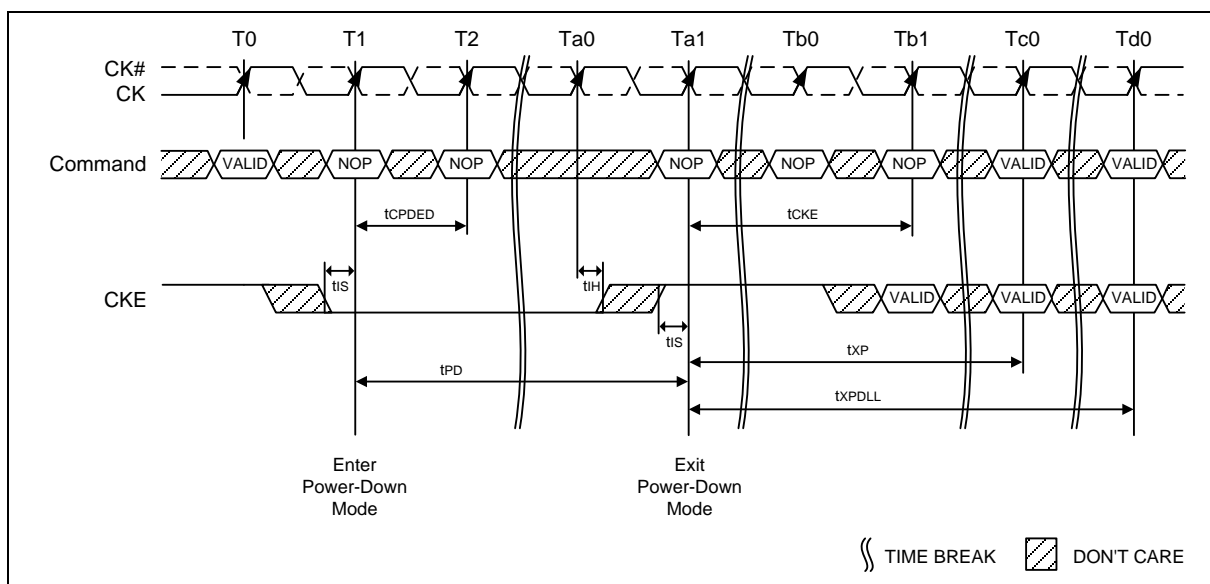 T0 T1 T2 Ta0 Ta1 Tb0 Tb1 Tc0 Td0
CK#
CK
Command VALID NOP NOP NOP NOP NOP VALID VALID
tCPDED tCKE
tIS tIH
CKE VALID VALID VALID
tIS
tPD tXP
tXPDLL
Enter
Power-Down
Mode
Exit
Power-Down
Mode
TIME BREAK DON'T CARE